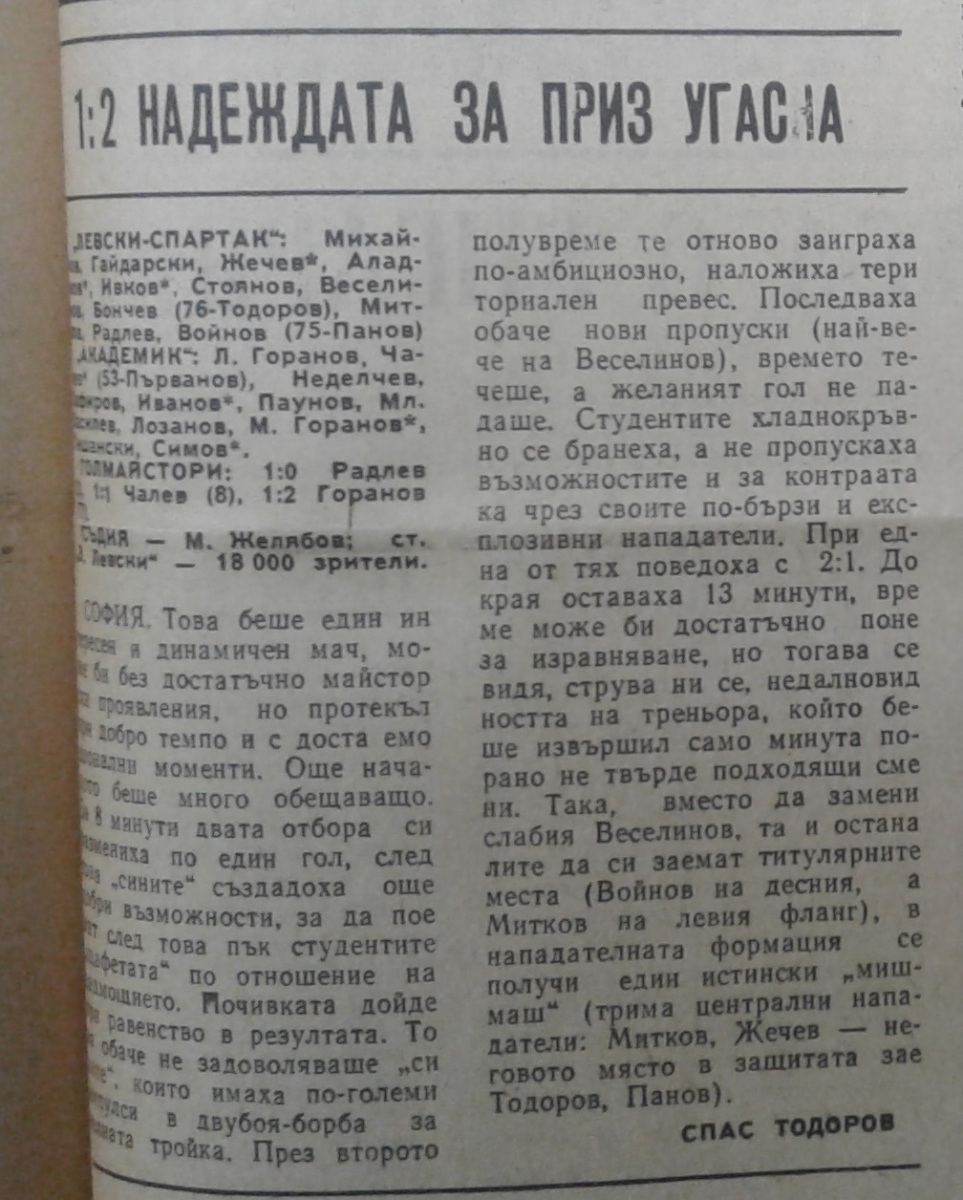 1:2 НАДЕЖДАТА ЗА ПРИЗ УГАСНА
„ЛЕВСКИ-СПАРТАК“: Михай-
Гайдарски, Жечев*, Алад-
Ивков*, Стоянов, Весели-
Бончев (76-Тодоров), Мит-
Радлев, Войнов (75-Панов)
„АКАДЕМИК“: Л. Горанов, Ча-
(53-Първанов), Неделчев,
Иванов*, Паунов, Мл.
Лозанов, М. Горанов*,
Симов*.
ГОЛМАЙСТОРИ: 1:0 Радлев
1:1 Чалев (8), 1:2 Горанов
СЪДИЯ — М. Желябов; ст.
Левски“ — 18 000 зрители.
СОФИЯ. Това беше един ин
и динамичен мач, мо-
би без достатъчно майстор
проявления, но протекъл
добро темпо и с доста емо
моменти. Още нача-
беше много обещаващо.
8 минути двата отбора си
по един гол, след
„сините“ създадоха още
възможности, за да пое
след това пък студентите
по отношение на
Почивката дойде
равенство в резултата. То
обаче не задоволяваше „си
които имаха по-големи
в двубоя-борба за
тройка. През второто
полувреме те отново заиграха
по-амбициозно, наложиха тери
ториален превес. Последваха
обаче нови пропуски (най-ве-
че на Веселинов), времето те-
чеше, а желаният гол не па-
даше. Студентите хладнокръв-
но се бранеха, а не пропускаха
възможностите и за контраата
ка чрез своите по-бързи и екс-
плозивни нападатели. При ед-
на от тях поведоха с 2:1. До
края оставаха 13 минути, вре
ме може би достатъчно поне
за изравняване, но тогава се
видя, струва ни се, недалновид
ността на треньора, който бе-
ше извършил само минута по-
рано не твърде подходящи сме
ни. Така, вместо да замени
слабия Веселинов, та и остана
лите да си заемат титулярните
места (Войнов на десния, а
Митков на левия фланг), в
нападателната формация се
получи един истински „миш-
маш“ (трима централни напа-
датели: Митков, Жечев — не-
говото място в защитата зае
Тодоров, Панов).
СПАС ТОДОРОВ